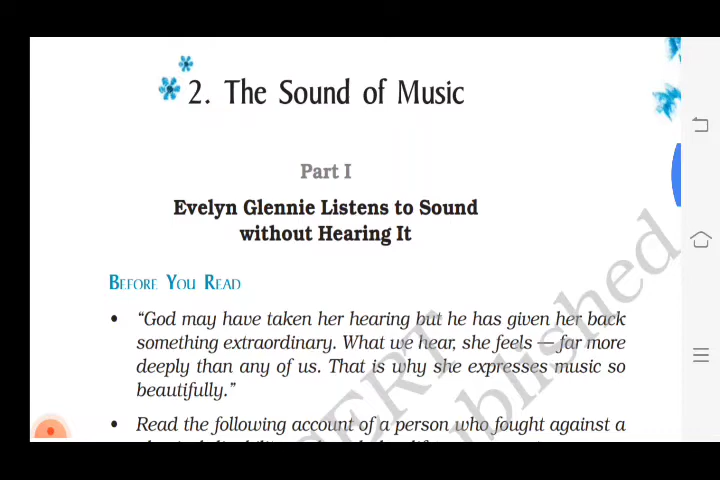 2. The Sound of Music
Part I
Evelyn Glennie Listens to Sound
without Hearing It
BEFORE YOU READ
• "God may have taken her hearing but he has given her back
something extraordinary. What we hear, she feels — far more
deeply than any of us. That is why she expresses music so
beautifully."
• Read the following account of a person who fought against a